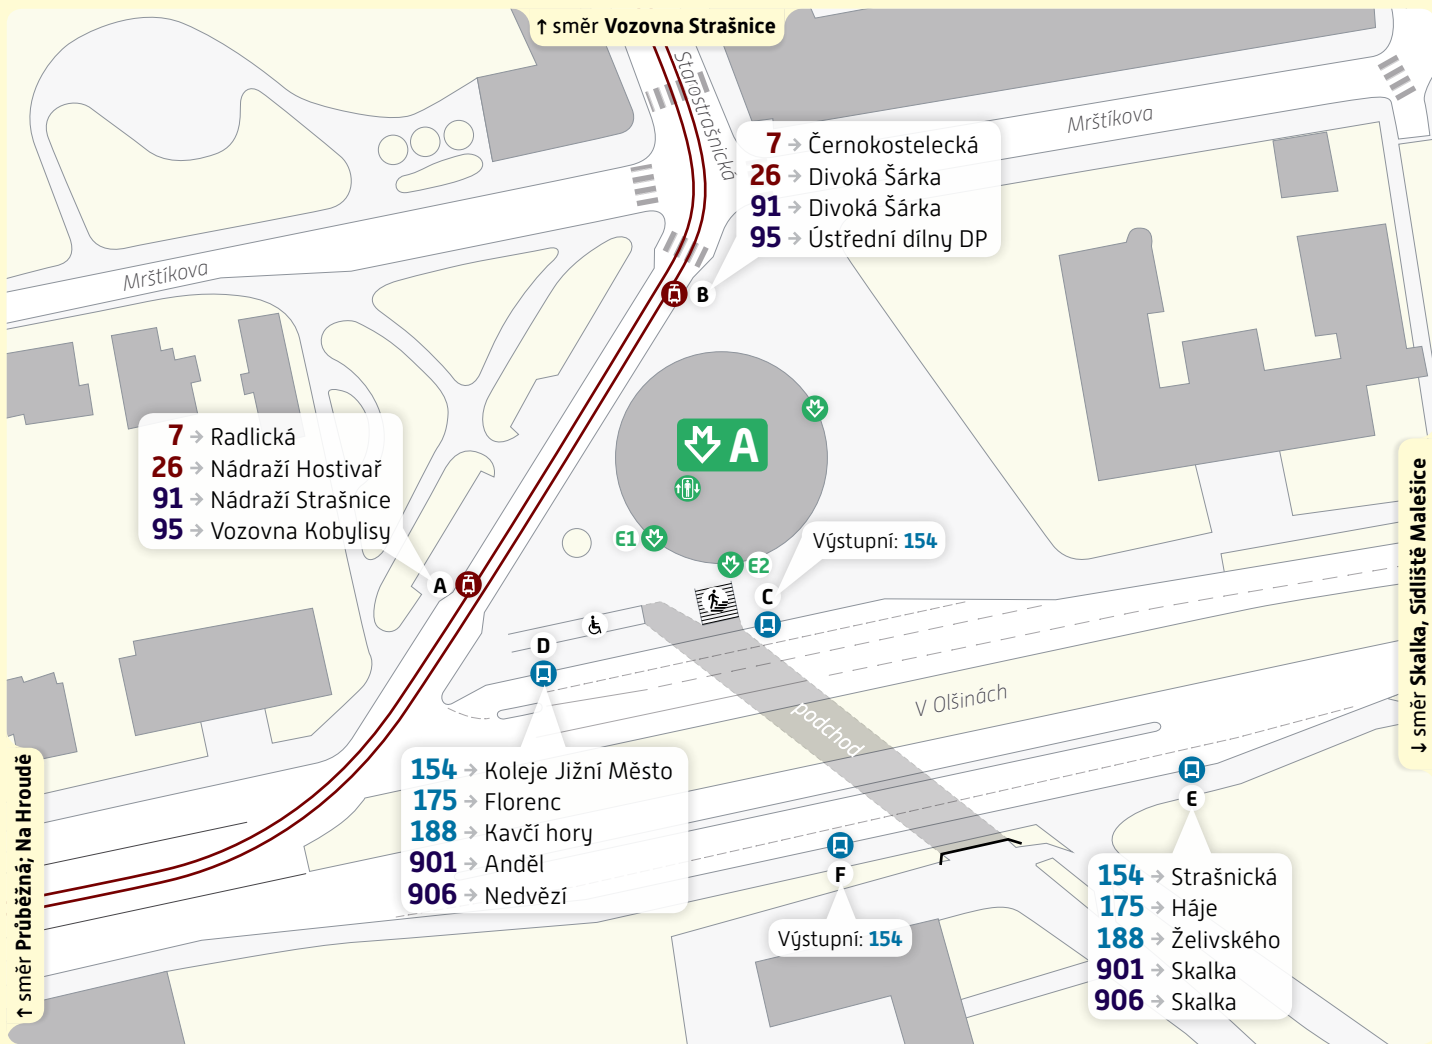 ↑ směr Vozovna Strašnice
Starostrašnická
Mrštíkova
7 → Černokostelecká
26 → Divoká Šárka
91 → Divoká Šárka
95 → Ústřední dílny DP
Mrštíkova
B
7 → Radlická
26 → Nádraží Hostivař
91 → Nádraží Strašnice
95 → Vozovna Kobylisy
A
A
E1
E2
Výstupní: 154
C
D
V Olšinách
podchod
↓ směr Skalka, Sídliště Malešice
↑ směr Průběžná; Na Hroudě
154 → Koleje Jižní Město
175 → Florenc
188 → Kavčí hory
901 → Anděl
906 → Nedvězí
E
F
Výstupní: 154
154 → Strašnická
175 → Háje
188 → Želivského
901 → Skalka
906 → Skalka